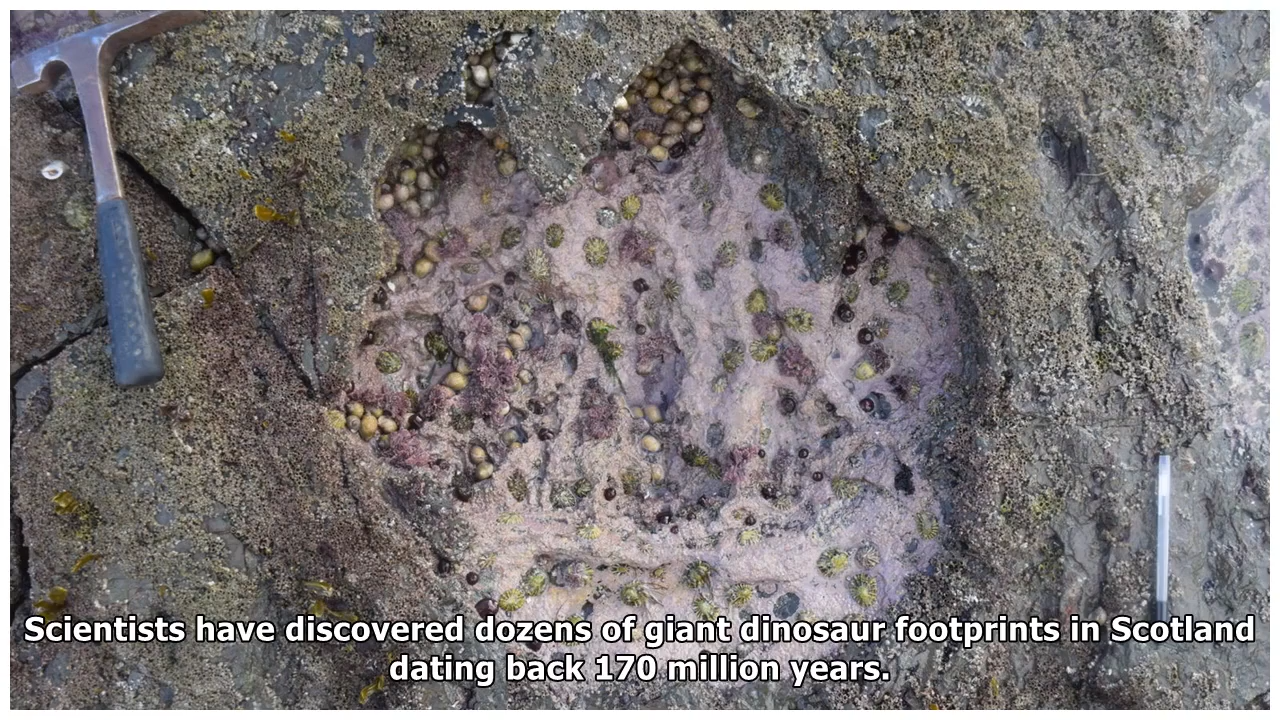 Scientists have discovered dozens of giant dinosaur footprints in Scotland
dating back 170 million years.